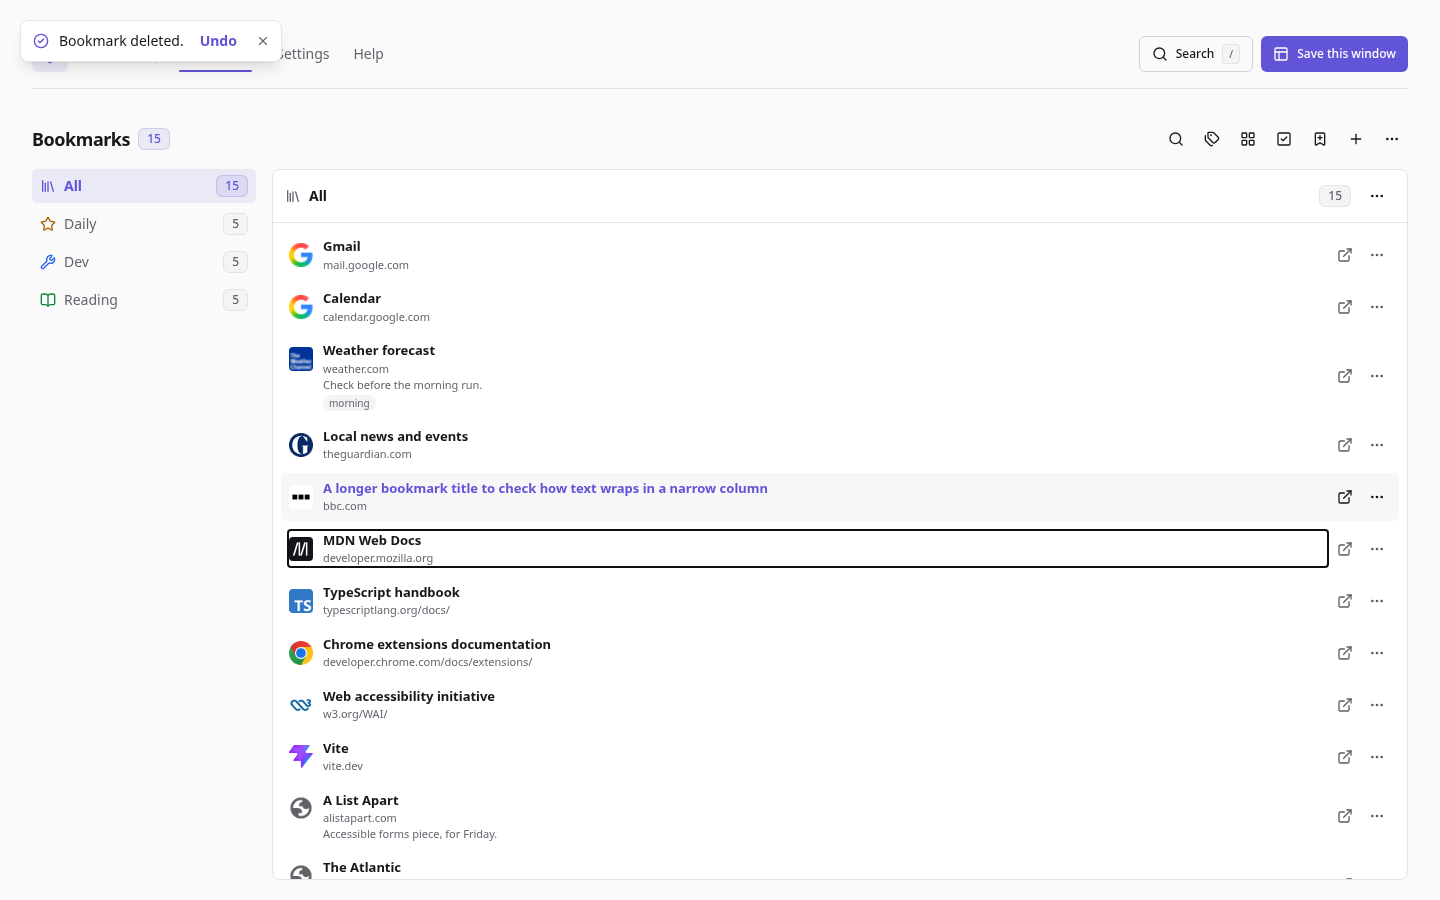 Bookmark deleted. Undo
Settings
Help
Search /
Save this window
Bookmarks 15
All 15
Daily 5
Dev 5
Reading 5
All 15
Gmail
mail.google.com
Calendar
calendar.google.com
The Weather Channel
Weather forecast
weather.com
Check before the morning run.
morning
Local news and events
theguardian.com
A longer bookmark title to check how text wraps in a narrow column
bbc.com
MDN Web Docs
developer.mozilla.org
TS
TypeScript handbook
typescriptlang.org/docs/
Chrome extensions documentation
developer.chrome.com/docs/extensions/
Web accessibility initiative
w3.org/WAI/
Vite
vite.dev
A List Apart
alistapart.com
Accessible forms piece, for Friday.
The Atlantic